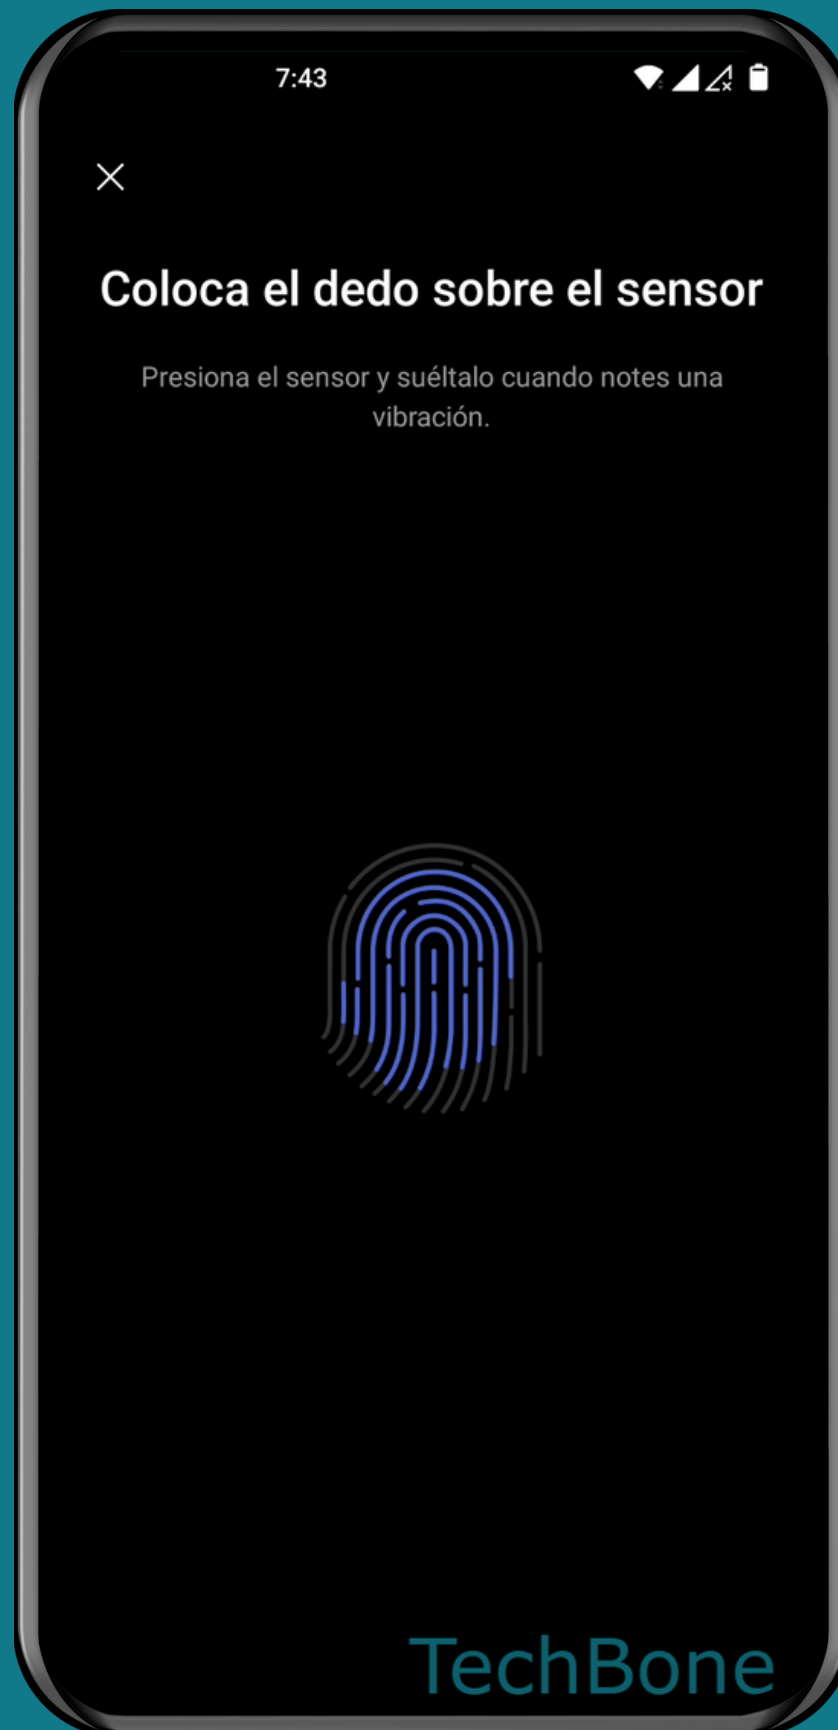 7:43
Coloca el dedo sobre el sensor
Presiona el sensor y suéltalo cuando notes una
vibración.
TechBone